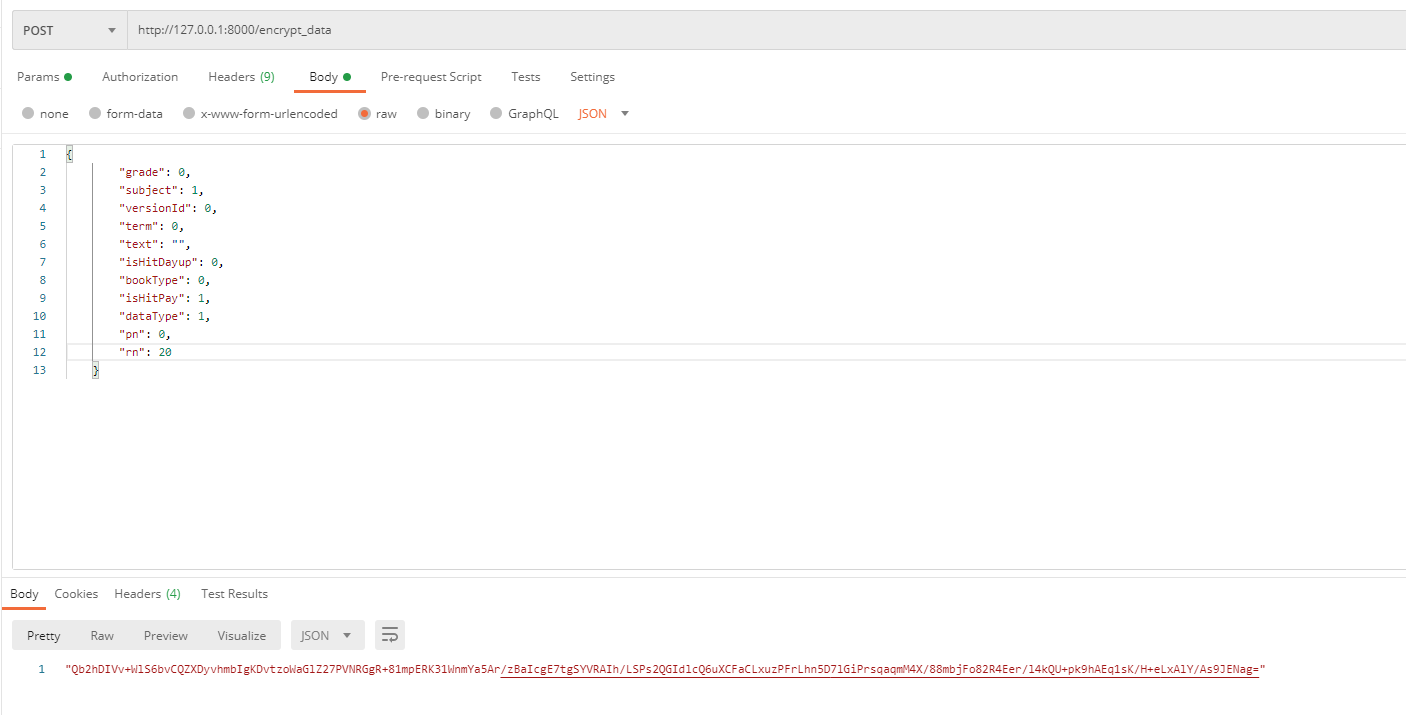 POST http://127.0.0.1:8000/encrypt_data
Params Authorization Headers (9) Body Pre-request Script Tests Settings
none form-data x-www-form-urlencoded raw binary GraphQL JSON
1 {
2 "grade": 0,
3 "subject": 1,
4 "versionId": 0,
5 "term": 0,
6 "text": "",
7 "isHitDayup": 0,
8 "bookType": 0,
9 "isHitPay": 1,
10 "dataType": 1,
11 "pn": 0,
12 "rn": 20
13 }
Body Cookies Headers (4) Test Results
Pretty Raw Preview Visualize JSON
1 "Qb2hDIVv+WlS6bvCQZXDyvhmbIgKDvtzoWaGlZ27PVNRGgR+81mpERK31WnmYa5Ar/zBaIcgE7tgSYVRAIh/LSPs2QGIdlcQ6uXCFaCLxuzPFrLhn5D7lGiPrsqaqmM4X/88mbjFo82R4Eer/l4kQU+pk9hAEq1sK/H+eLxAlY/As9JENag="